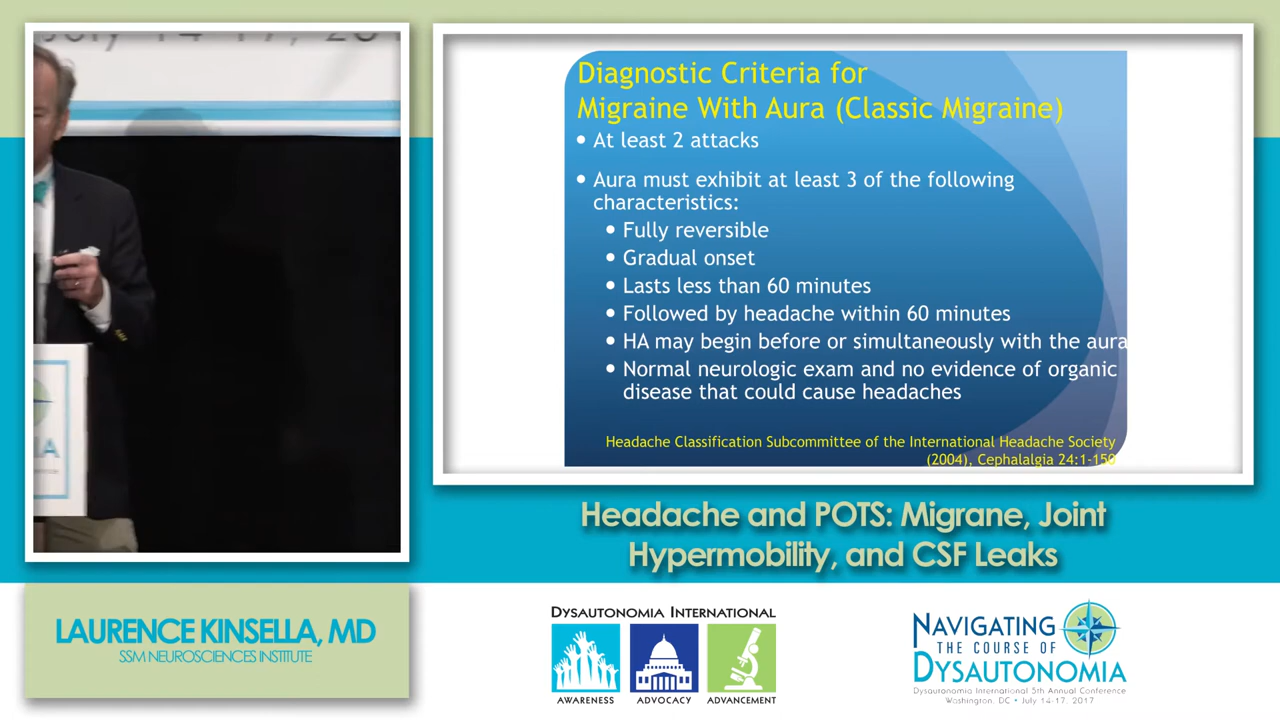 July 14-17, 20
Diagnostic Criteria for
Migraine With Aura (Classic Migraine)
• At least 2 attacks
• Aura must exhibit at least 3 of the following
characteristics:
• Fully reversible
• Gradual onset
• Lasts less than 60 minutes
• Followed by headache within 60 minutes
• HA may begin before or simultaneously with the aura
• Normal neurologic exam and no evidence of organic
disease that could cause headaches
Headache Classification Subcommittee of the International Headache Society
(2004), Cephalalgia 24:1-150
Headache and POTS: Migrane, Joint
Hypermobility, and CSF Leaks
LAURENCE KINSELLA, MD
SSM NEUROSCIENCES INSTITUTE
DYSAUTONOMIA INTERNATIONAL
AWARENESS
ADVOCACY
ADVANCEMENT
NAVIGATING
THE COURSE OF
DYSAUTONOMIA
Dysautonomia International 5th Annual Conference
Washington, DC • July 14-17, 2017